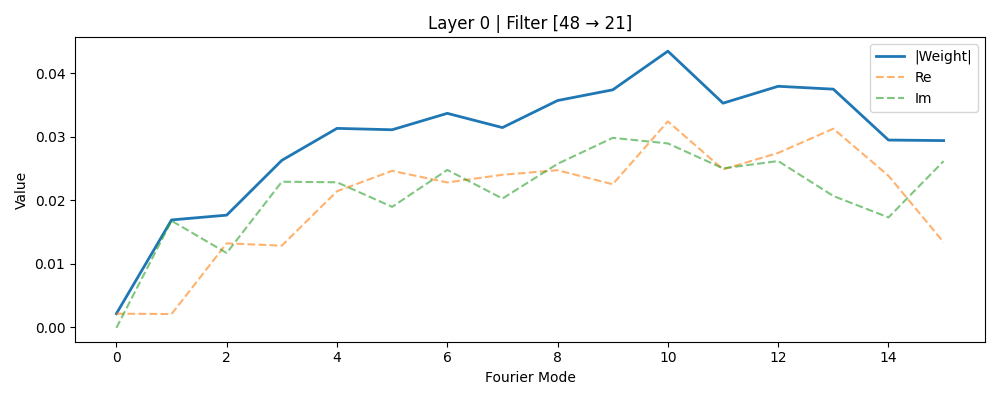 Layer 0 | Filter [48 → 21]
|Weight|
Re
Im
Value
0.04
0.03
0.02
0.01
0.00
0 2 4 6 8 10 12 14
Fourier Mode